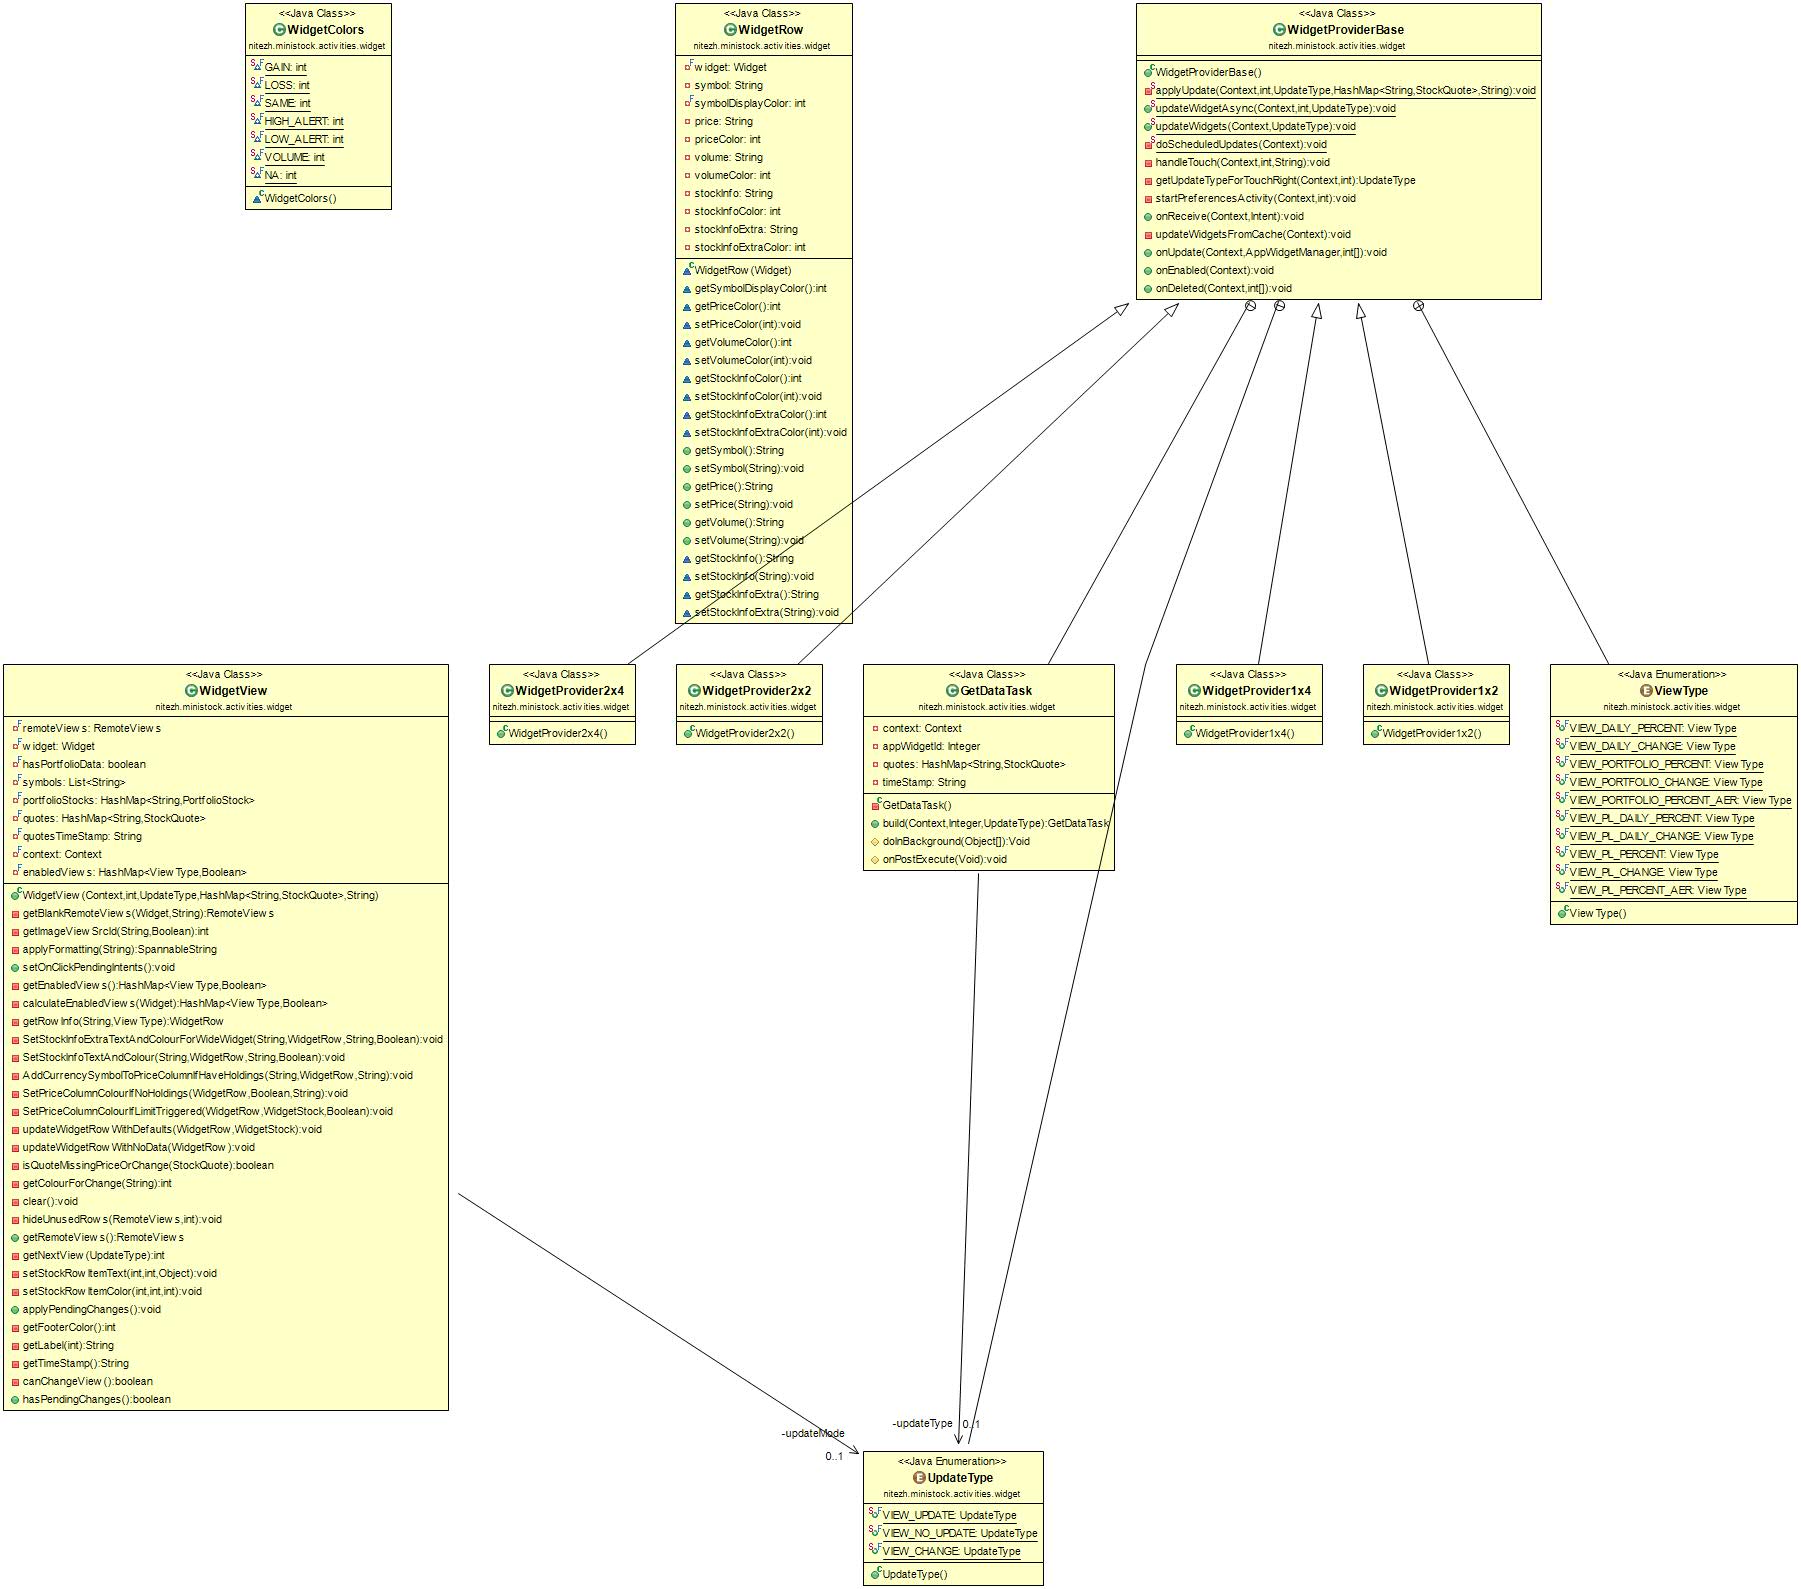 <<Java Class>>
WidgetColors
nitezh.ministock.activities.widget
GAIN: int
LOSS: int
SAME: int
HIGH_ALERT: int
LOW_ALERT: int
VOLUME: int
NA: int
WidgetColors()
<<Java Class>>
WidgetRow
nitezh.ministock.activities.widget
widget: Widget
symbol: String
symbolDisplayColor: int
price: String
priceColor: int
volume: String
volumeColor: int
stockInfo: String
stockInfoColor: int
stockInfoExtra: String
stockInfoExtraColor: int
WidgetRow(Widget)
getSymbolDisplayColor():int
getPriceColor():int
setPriceColor(int):void
getVolumeColor():int
setVolumeColor(int):void
getStockInfoColor():int
setStockInfoColor(int):void
getStockInfoExtraColor():int
setStockInfoExtraColor(int):void
getSymbol():String
setSymbol(String):void
getPrice():String
setPrice(String):void
getVolume():String
setVolume(String):void
getStockInfo():String
setStockInfo(String):void
getStockInfoExtra():String
setStockInfoExtra(String):void
<<Java Class>>
WidgetProviderBase
nitezh.ministock.activities.widget
WidgetProviderBase()
applyUpdate(Context,int,UpdateType,HashMap<String,StockQuote>,String):void
updateWidgetAsync(Context,int,UpdateType):void
updateWidgets(Context,UpdateType):void
doScheduledUpdates(Context):void
handleTouch(Context,int,String):void
getUpdateTypeForTouchRight(Context,int):UpdateType
startPreferencesActivity(Context,int):void
onReceive(Context,Intent):void
updateWidgetsFromCache(Context):void
onUpdate(Context,AppWidgetManager,int[]):void
onEnabled(Context):void
onDeleted(Context,int[]):void
<<Java Class>>
WidgetView
nitezh.ministock.activities.widget
remoteViews: RemoteViews
widget: Widget
hasPortfolioData: boolean
symbols: List<String>
portfolioStocks: HashMap<String,PortfolioStock>
quotes: HashMap<String,StockQuote>
quotesTimeStamp: String
context: Context
enabledViews: HashMap<ViewType,Boolean>
WidgetView(Context,int,UpdateType,HashMap<String,StockQuote>,String)
getBlankRemoteViews(Widget,String):RemoteViews
getImageViewSrcId(String,Boolean):int
applyFormatting(String):SpannableString
setOnClickPendingIntents():void
getEnabledViews():HashMap<ViewType,Boolean>
calculateEnabledViews(Widget):HashMap<ViewType,Boolean>
getRowInfo(String,ViewType):WidgetRow
SetStockInfoExtraTextAndColourForWideWidget(String,WidgetRow,String,Boolean):void
SetStockInfoTextAndColour(String,WidgetRow,String,Boolean):void
AddCurrencySymbolToPriceColumnIfHaveHoldings(String,WidgetRow,String):void
SetPriceColumnColourIfNoHoldings(WidgetRow,Boolean,String):void
SetPriceColumnColourIfLimitTriggered(WidgetRow,WidgetStock,Boolean):void
updateWidgetRowWithDefaults(WidgetRow,WidgetStock):void
updateWidgetRowWithNoData(WidgetRow):void
isQuoteMissingPriceOrChange(StockQuote):boolean
getColourForChange(String):int
clear():void
hideUnusedRows(RemoteViews,int):void
getRemoteViews():RemoteViews
getNextView(UpdateType):int
setStockRowItemText(int,int,Object):void
setStockRowItemColor(int,int,int):void
applyPendingChanges():void
getFooterColor():int
getLabel(int):String
getTimeStamp():String
canChangeView():boolean
hasPendingChanges():boolean
<<Java Class>>
WidgetProvider2x4
nitezh.ministock.activities.widget
WidgetProvider2x4()
<<Java Class>>
WidgetProvider2x2
nitezh.ministock.activities.widget
WidgetProvider2x2()
<<Java Class>>
GetDataTask
nitezh.ministock.activities.widget
context: Context
appWidgetId: Integer
quotes: HashMap<String,StockQuote>
timeStamp: String
GetDataTask()
build(Context,Integer,UpdateType):GetDataTask
doInBackground(Object[]):Void
onPostExecute(Void):void
<<Java Class>>
WidgetProvider1x4
nitezh.ministock.activities.widget
WidgetProvider1x4()
<<Java Class>>
WidgetProvider1x2
nitezh.ministock.activities.widget
WidgetProvider1x2()
<<Java Enumeration>>
ViewType
nitezh.ministock.activities.widget
VIEW_DAILY_PERCENT: ViewType
VIEW_DAILY_CHANGE: ViewType
VIEW_PORTFOLIO_PERCENT: ViewType
VIEW_PORTFOLIO_CHANGE: ViewType
VIEW_PORTFOLIO_PERCENT_AER: ViewType
VIEW_PL_DAILY_PERCENT: ViewType
VIEW_PL_DAILY_CHANGE: ViewType
VIEW_PL_PERCENT: ViewType
VIEW_PL_CHANGE: ViewType
VIEW_PL_PERCENT_AER: ViewType
ViewType()
-updateMode
0..1
-updateType
0..1
<<Java Enumeration>>
UpdateType
nitezh.ministock.activities.widget
VIEW_UPDATE: UpdateType
VIEW_NO_UPDATE: UpdateType
VIEW_CHANGE: UpdateType
UpdateType()